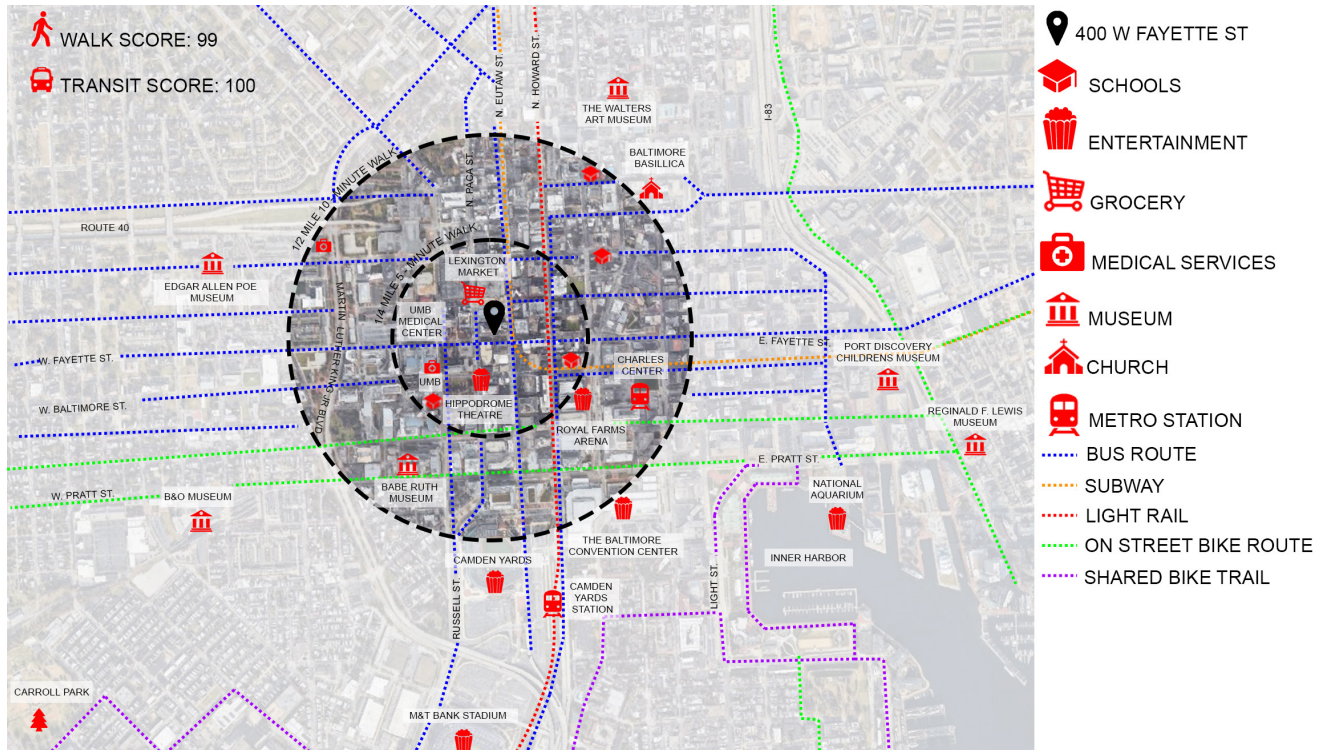 WALK SCORE: 99
TRANSIT SCORE: 100
N. EUTAW ST.
N. HOWARD ST.
I-83
THE WALTERS
ART MUSEUM
N. PACA ST.
BALTIMORE
BASILLICA
1/2 MILE 10 - MINUTE WALK
ROUTE 40
1/4 MILE 5 - MINUTE WALK
LEXINGTON
MARKET
EDGAR ALLEN POE
MUSEUM
MARTIN LUTHER KING JR BLVD
UMB
MEDICAL
CENTER
W. FAYETTE ST.
E. FAYETTE ST.
PORT DISCOVERY
CHILDRENS MUSEUM
CHARLES
CENTER
UMB
W. BALTIMORE ST.
HIPPODROME
THEATRE
REGINALD F. LEWIS
MUSEUM
ROYAL FARMS
ARENA
E. PRATT ST.
W. PRATT ST.
B&O MUSEUM
BABE RUTH
MUSEUM
NATIONAL
AQUARIUM
THE BALTIMORE
CONVENTION CENTER
INNER HARBOR
CAMDEN YARDS
CAMDEN
YARDS
STATION
LIGHT ST.
RUSSELL ST.
CARROLL PARK
M&T BANK STADIUM
400 W FAYETTE ST
SCHOOLS
ENTERTAINMENT
GROCERY
MEDICAL SERVICES
MUSEUM
CHURCH
METRO STATION
BUS ROUTE
SUBWAY
LIGHT RAIL
ON STREET BIKE ROUTE
SHARED BIKE TRAIL